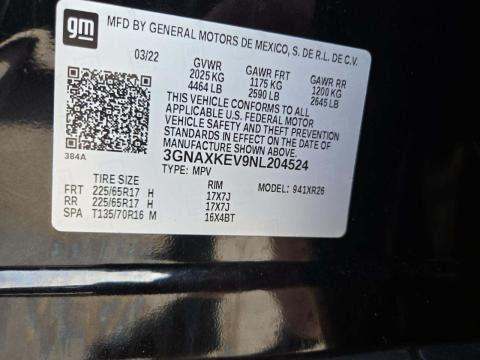 gm
MFD BY GENERAL MOTORS DE MEXICO, S. DE R.L. DE C.V.
03/22 GVWR GAWR FRT GAWR RR
2025 KG 1175 KG 1200 KG
4464 LB 2590 LB 2645 LB
THIS VEHICLE CONFORMS TO ALL
APPLICABLE U.S. FEDERAL MOTOR
VEHICLE SAFETY AND THEFT PREVENTION
STANDARDS IN EFFECT ON THE DATE OF
MANUFACTURE SHOWN ABOVE.
384A 3GNAXKEV9NL204524
TYPE: MPV
TIRE SIZE RIM MODEL: 941XR26
FRT 225/65R17 H 17X7J
RR 225/65R17 H 17X7J
SPA T135/70R16 M 16X4BT